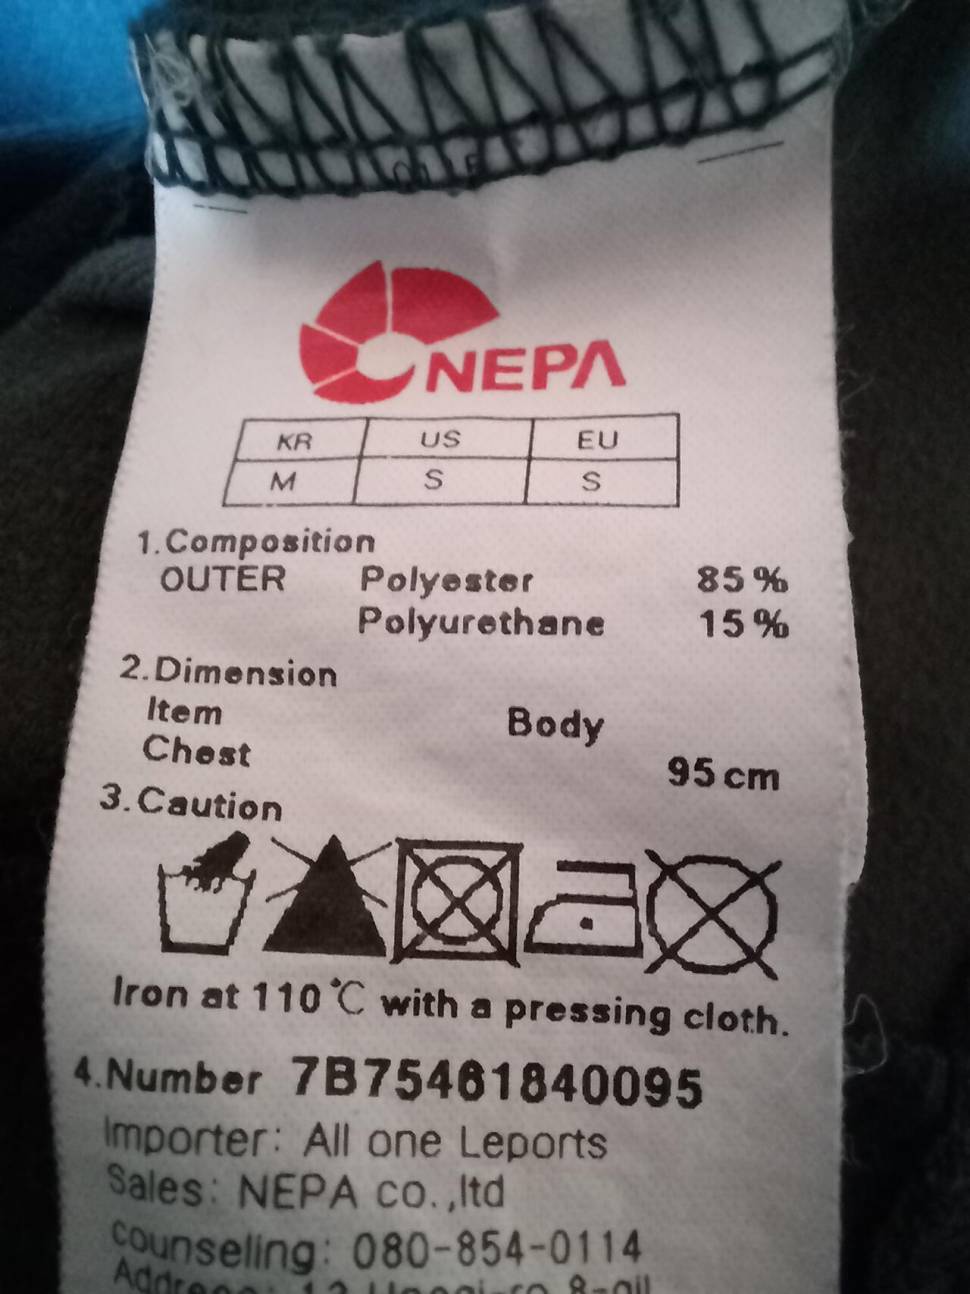 NEPA
KR US EU
M S S
1.Composition
OUTER Polyester 85%
Polyurethane 15%
2.Dimension
Item Body
Chest 95cm
3.Caution
Iron at 110℃ with a pressing cloth.
4.Number 7B75461840095
Importer: All one Leports
Sales: NEPA co.,ltd
counseling: 080-854-0114